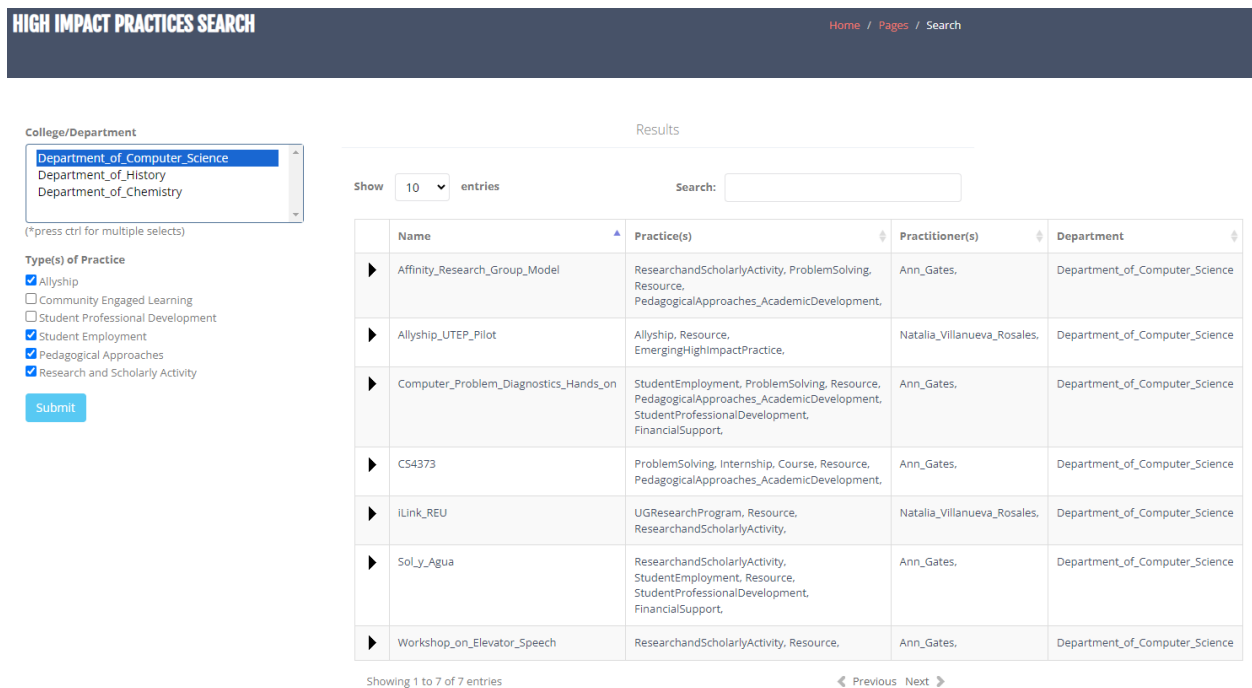 HIGH IMPACT PRACTICES SEARCH
Home / Pages / Search
College/Department
Department_of_Computer_Science
Department_of_History
Department_of_Chemistry
(*press ctrl for multiple selects)
Type(s) of Practice
Allyship
Community Engaged Learning
Student Professional Development
Student Employment
Pedagogical Approaches
Research and Scholarly Activity
Submit
Results
Show 10 entries
Search:
Name Practice(s) Practitioner(s) Department
Affinity_Research_Group_Model ResearchandScholarlyActivity, ProblemSolving, Ann_Gates, Department_of_Computer_Science
Resource,
PedagogicalApproaches_AcademicDevelopment,
Allyship_UTEP_Pilot Allyship, Resource, Natalia_Villanueva_Rosales, Department_of_Computer_Science
EmergingHighImpactPractice,
Computer_Problem_Diagnostics_Hands_on StudentEmployment, ProblemSolving, Resource, Ann_Gates, Department_of_Computer_Science
PedagogicalApproaches_AcademicDevelopment,
StudentProfessionalDevelopment,
FinancialSupport,
CS4373 ProblemSolving, Internship, Course, Resource, Ann_Gates, Department_of_Computer_Science
PedagogicalApproaches_AcademicDevelopment,
iLink_REU UGResearchProgram, Resource, Natalia_Villanueva_Rosales, Department_of_Computer_Science
ResearchandScholarlyActivity,
Sol_y_Agua ResearchandScholarlyActivity, Ann_Gates, Department_of_Computer_Science
StudentEmployment, Resource,
StudentProfessionalDevelopment,
FinancialSupport,
Workshop_on_Elevator_Speech ResearchandScholarlyActivity, Resource, Ann_Gates, Department_of_Computer_Science
Showing 1 to 7 of 7 entries
Previous Next